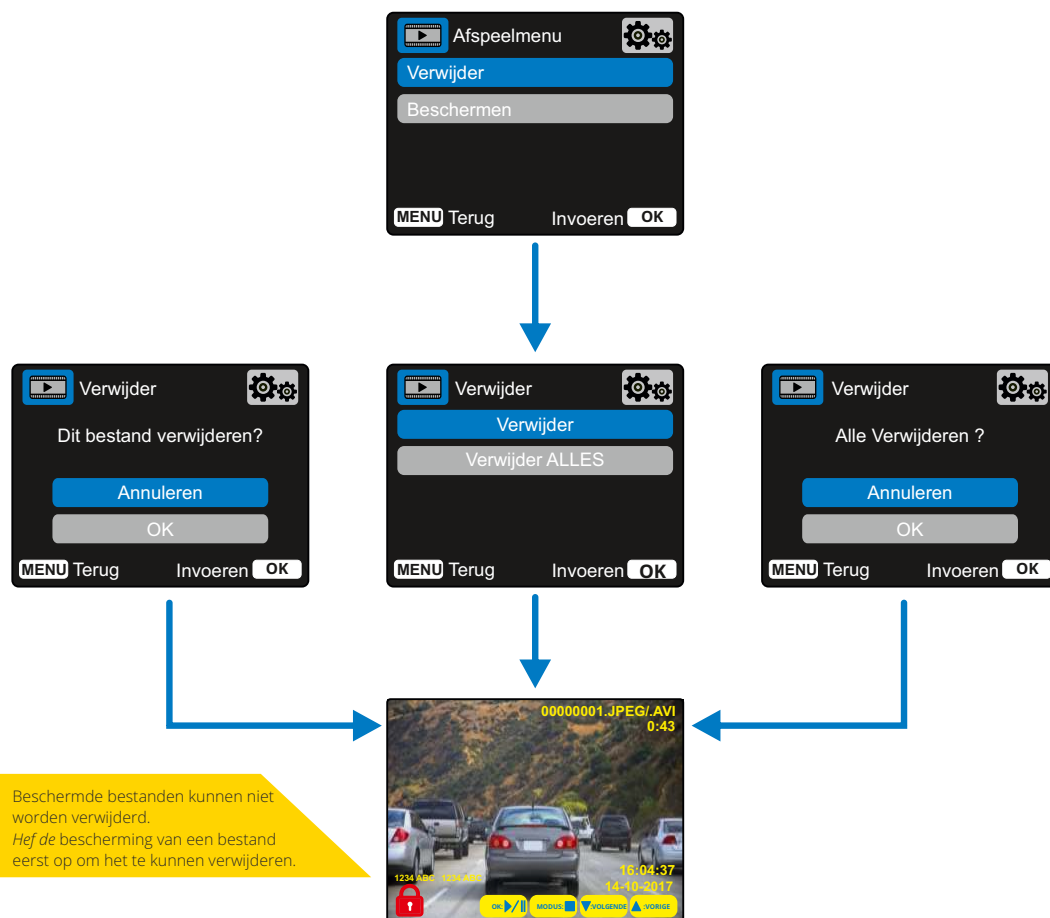 Afspeelmenu
Verwijder
Beschermen
MENU Terug Invoeren OK
Verwijder
Dit bestand verwijderen?
Annuleren
OK
MENU Terug Invoeren OK
Verwijder
Verwijder
Verwijder ALLES
MENU Terug Invoeren OK
Verwijder
Alle Verwijderen ?
Annuleren
OK
MENU Terug Invoeren OK
00000001.JPEG/.AVI
0:43
Beschermde bestanden kunnen niet
worden verwijderd.
Hef de bescherming van een bestand
eerst op om het te kunnen verwijderen.
16:04:37
14-10-2017
1234 ABC 1234 ABC
OK: MODUS: :VOLGENDE :VORIGE